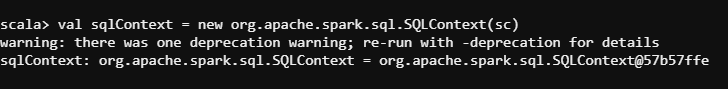 scala> val sqlContext = new org.apache.spark.sql.SQLContext(sc)
warning: there was one deprecation warning; re-run with -deprecation for details
sqlContext: org.apache.spark.sql.SQLContext = org.apache.spark.sql.SQLContext@57b57ffe